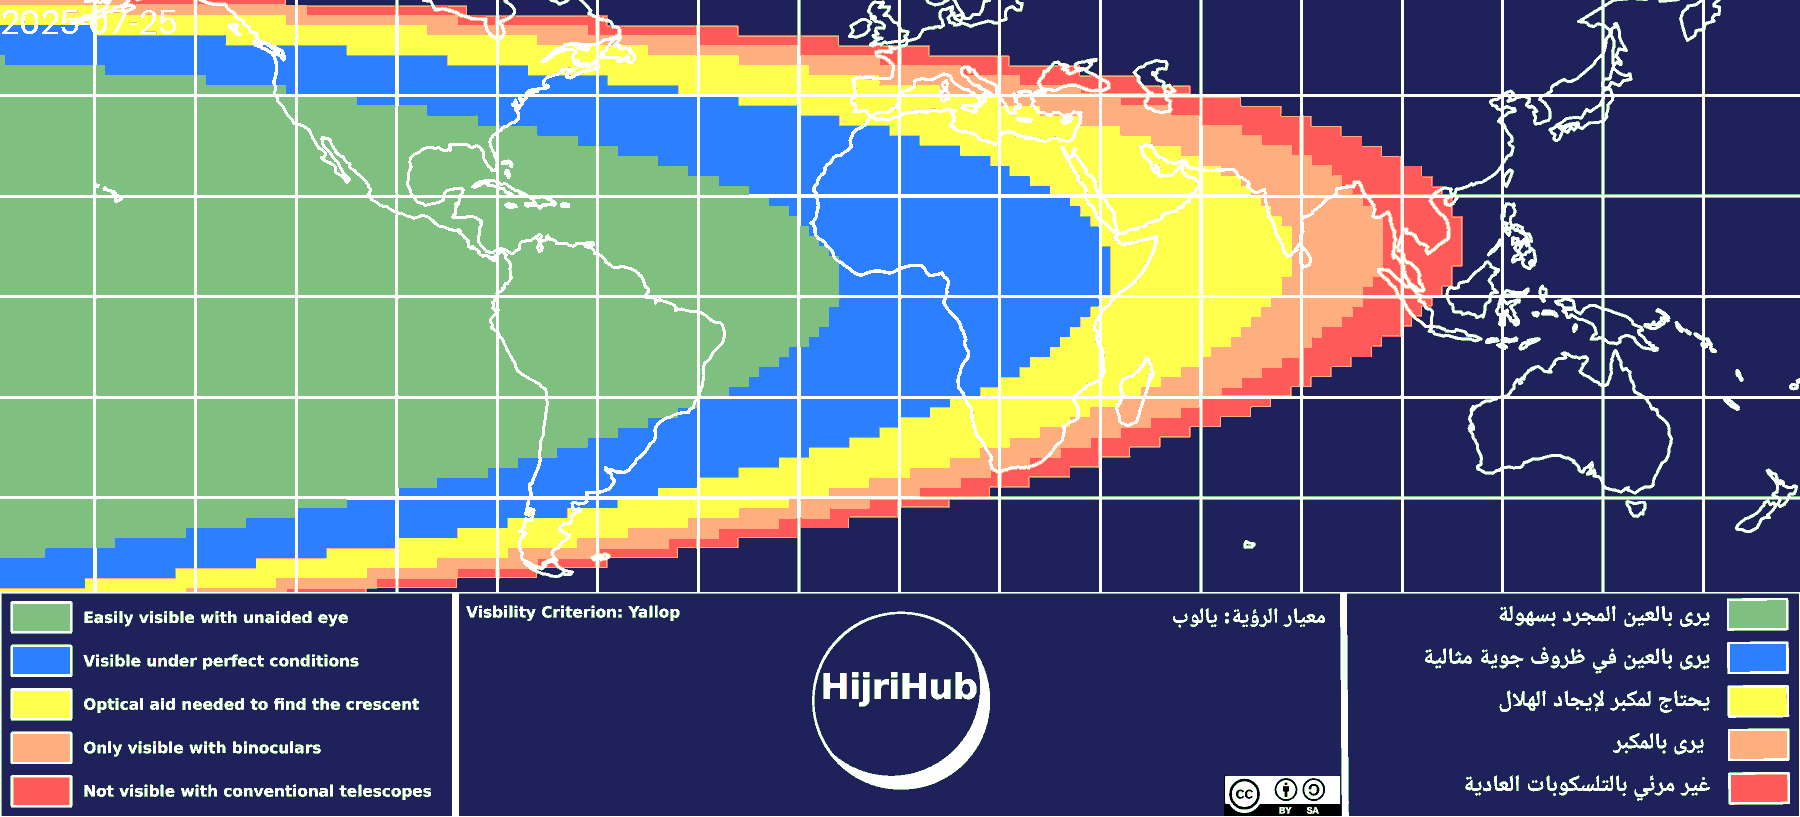 2025-07-25
Easily visible with unaided eye
Visible under perfect conditions
Optical aid needed to find the crescent
Only visible with binoculars
Not visible with conventional telescopes
Visbility Criterion: Yallop
معيار الرؤية: يالوب
HijriHub
cc
BY SA
يرى بالعين المجرد بسهولة
يرى بالعين في ظروف جوية مثالية
يحتاج لمكبر لإيجاد الهلال
يرى بالمكبر
غير مرئي بالتلسكوبات العادية